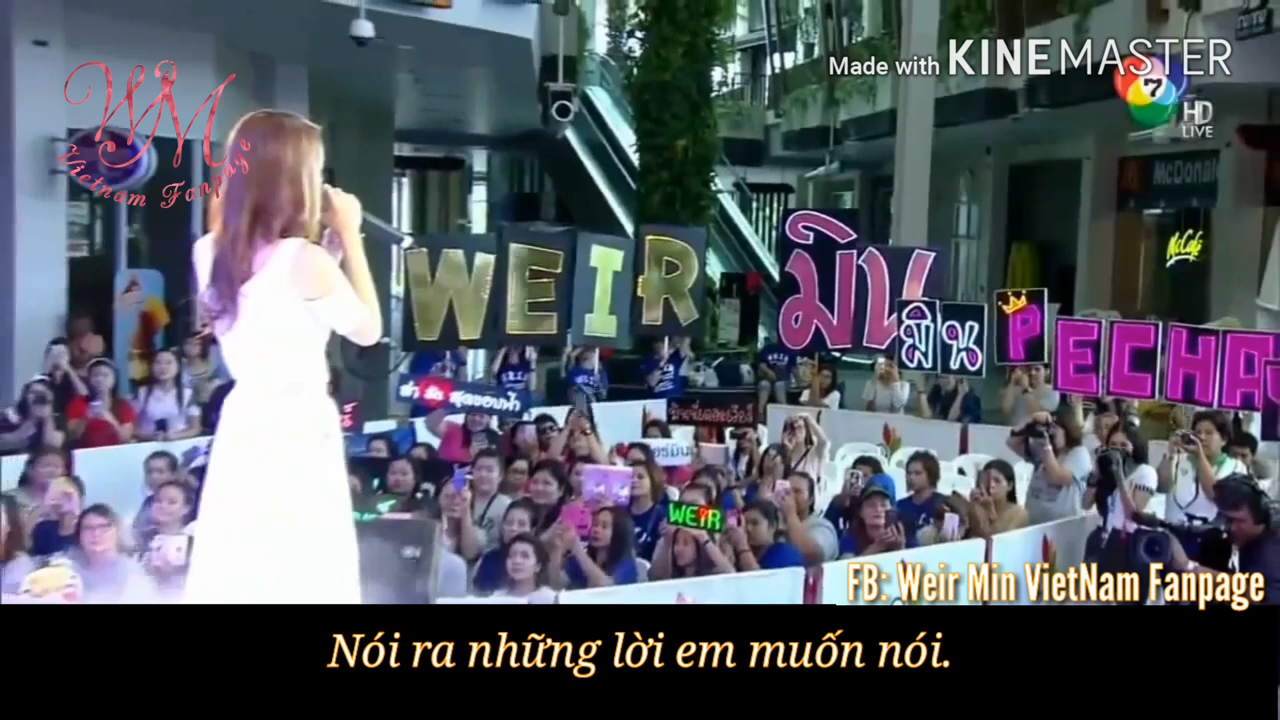 Made with KINEMASTER
7
HD
LIVE
WM
Vietnam Fanpage
McDonald
McCafé
WEIR
มิน
มิน
PECHA
WEIR
FB: Weir Min VietNam Fanpage
Nói ra những lời em muốn nói.